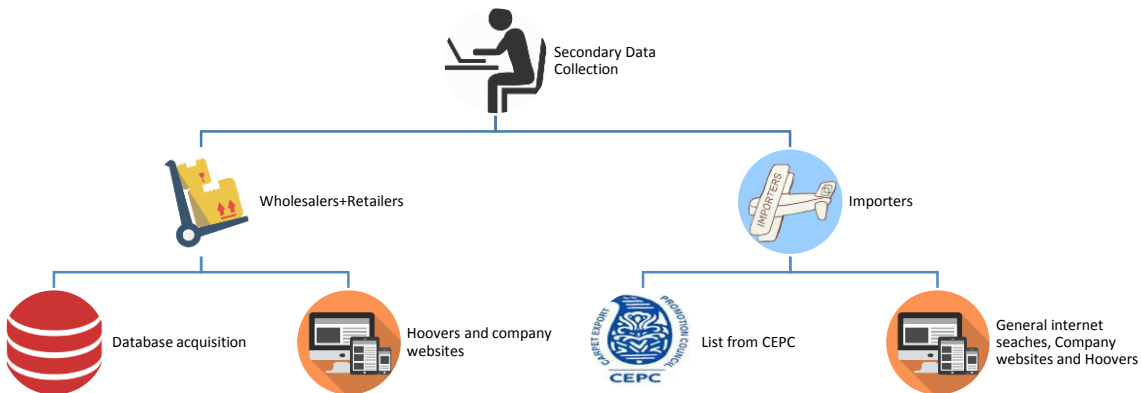 Secondary Data
Collection
Wholesalers+Retailers
IMPORTERS
Importers
Database acquisition
Hoovers and company
websites
CARPET EXPORT
PROMOTION COUNCIL
CEPC
List from CEPC
General internet
seaches, Company
websites and Hoovers